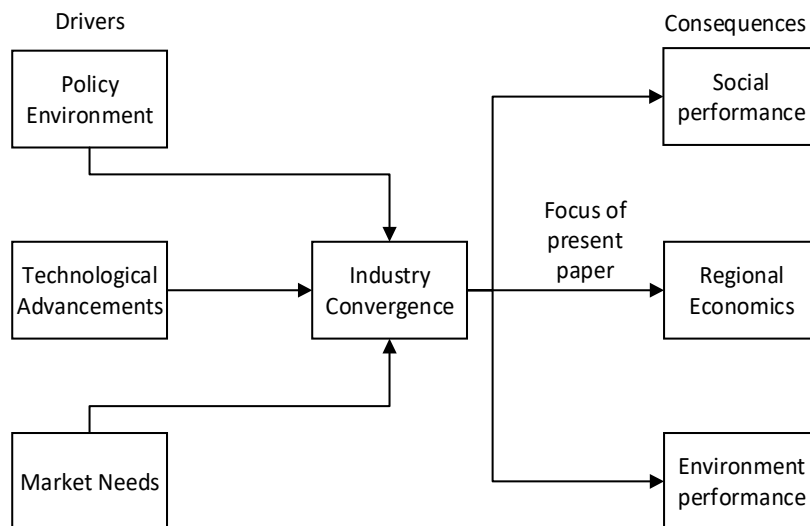 Drivers
Consequences
Policy
Environment
Social
performance
Focus of
present
paper
Technological
Advancements
Industry
Convergence
Regional
Economics
Market Needs
Environment
performance